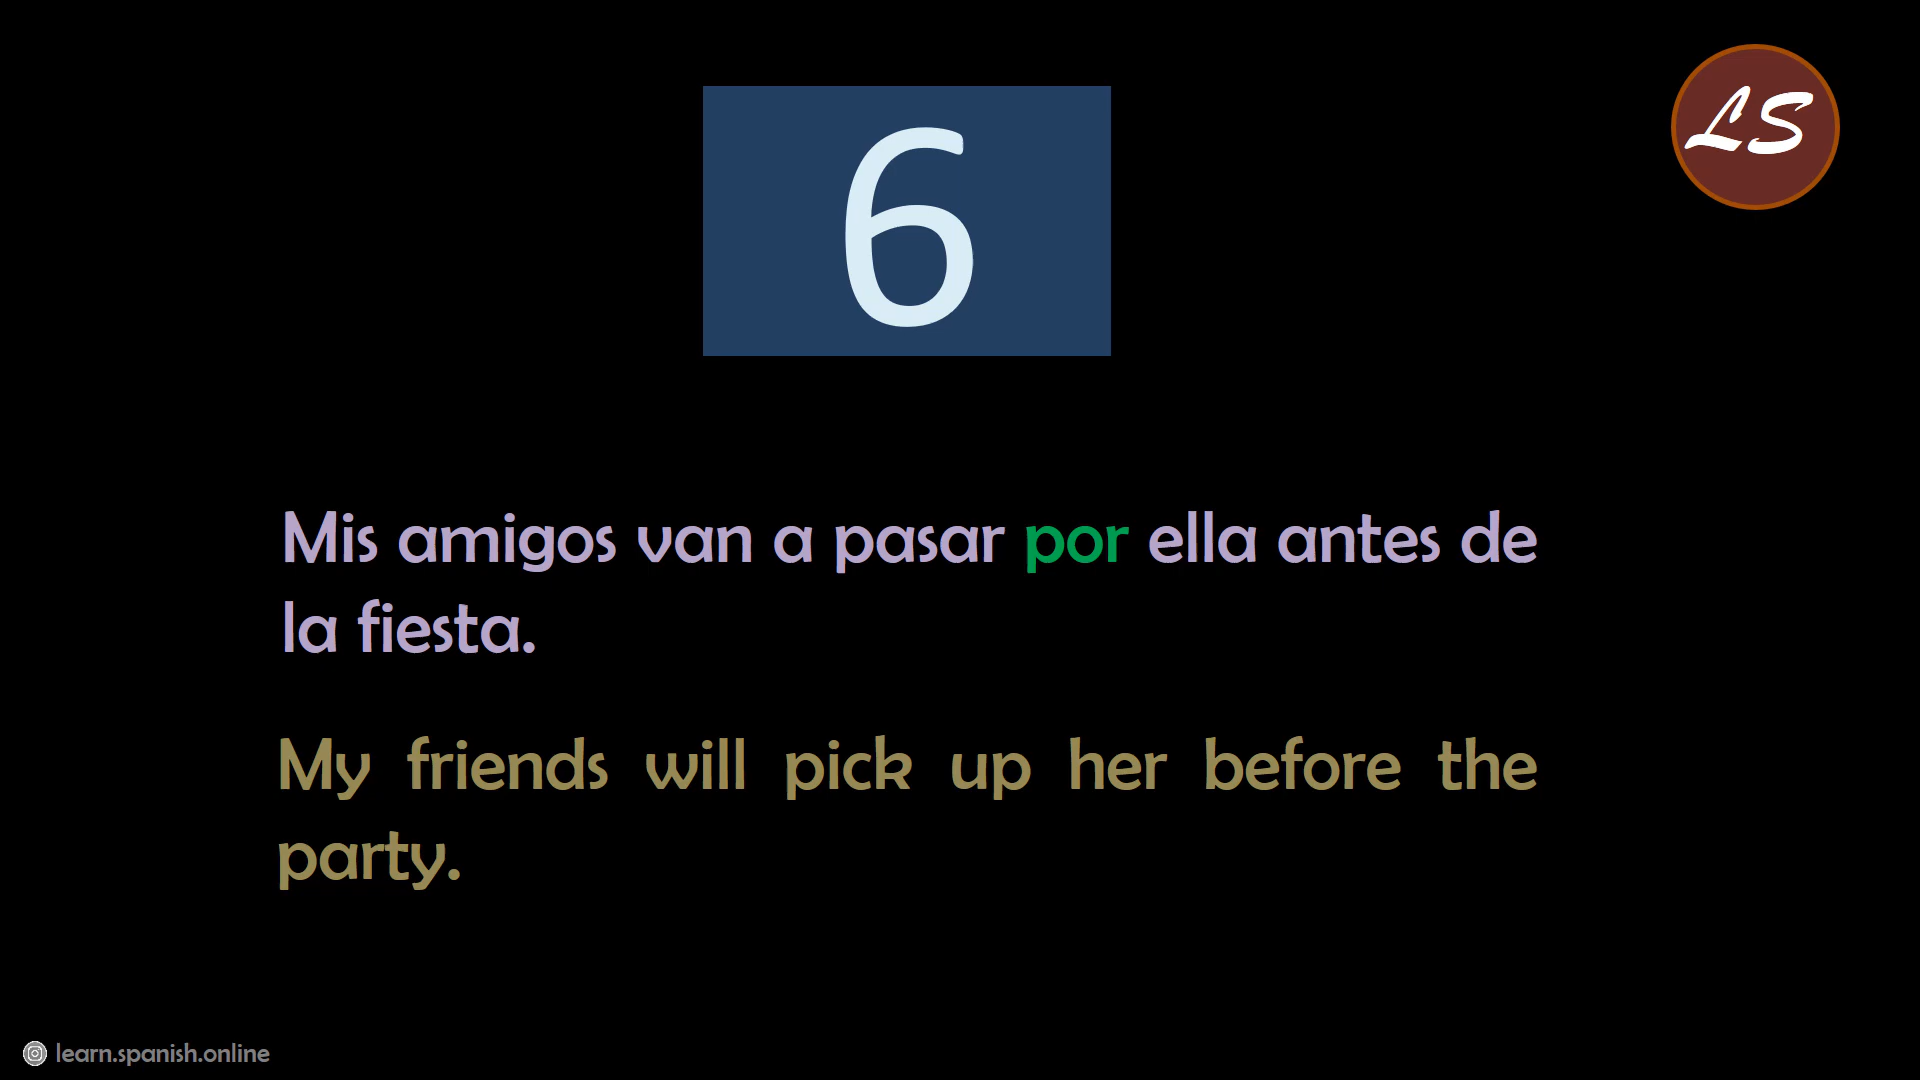 6
LS
Mis amigos van a pasar por ella antes de
la fiesta.
My friends will pick up her before the
party.
learn.spanish.online